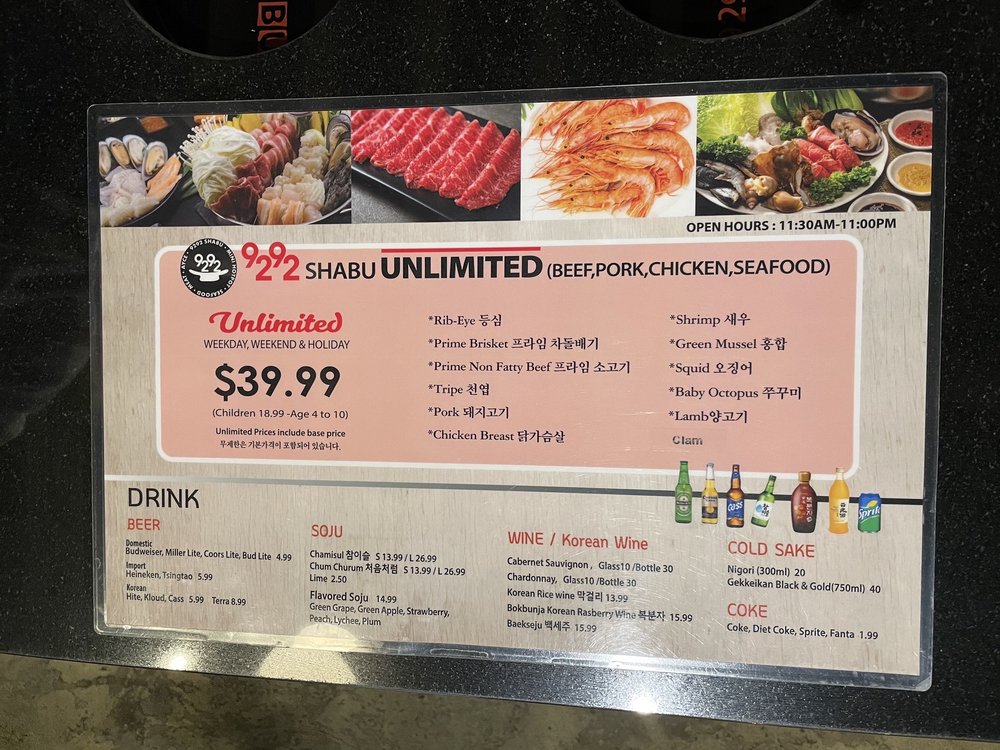 OPEN HOURS : 11:30AM-11:00PM
9292 SHABU UNLIMITED (BEEF,PORK,CHICKEN,SEAFOOD)
Unlimited
WEEKDAY, WEEKEND & HOLIDAY
$39.99
(Children 18.99 -Age 4 to 10)
Unlimited Prices include base price
무제한은 기본가격이 포함되어 있습니다.
*Rib-Eye 등심
*Prime Brisket 프라임 차돌배기
*Prime Non Fatty Beef 프라임 소고기
*Tripe 천엽
*Pork 돼지고기
*Chicken Breast 닭가슴살
*Shrimp 새우
*Green Mussel 홍합
*Squid 오징어
*Baby Octopus 쭈꾸미
*Lamb양고기
Clam
DRINK
BEER
Domestic
Budweiser, Miller Lite, Coors Lite, Bud Lite 4.99
Import
Heineken, Tsingtao 5.99
Korean
Hite, Kloud, Cass 5.99 Terra 8.99
SOJU
Chamisul 참이슬 S 13.99 / L 26.99
Chum Churum 처음처럼 S 13.99 / L 26.99
Lime 2.50
Flavored Soju 14.99
Green Grape, Green Apple, Strawberry,
Peach, Lychee, Plum
WINE / Korean Wine
Cabernet Sauvignon , Glass10 /Bottle 30
Chardonnay, Glass10 /Bottle 30
Korean Rice wine 막걸리 13.99
Bokbunja Korean Rasberry Wine 복분자 15.99
Baekseju 백세주 15.99
Cass
Sprite
COLD SAKE
Nigori (300ml) 20
Gekkeikan Black & Gold(750ml) 40
COKE
Coke, Diet Coke, Sprite, Fanta 1.99